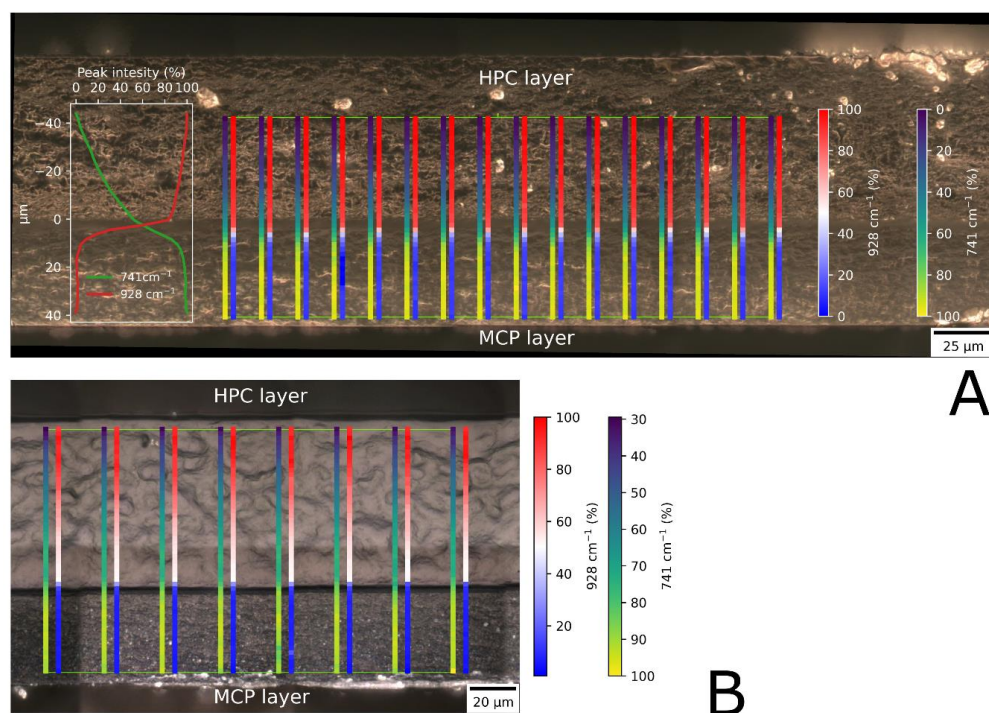 HPC layer
Peak intesity (%)
0 20 40 60 80 100
−40
−20
0
20
40
µm
741cm⁻¹
928 cm⁻¹
100
80
60
40
20
0
928 cm⁻¹ (%)
0
20
40
60
80
100
741 cm⁻¹ (%)
MCP layer
25 µm
A
HPC layer
100
80
60
40
20
928 cm⁻¹ (%)
30
40
50
60
70
80
90
100
741 cm⁻¹ (%)
MCP layer
20 µm
B